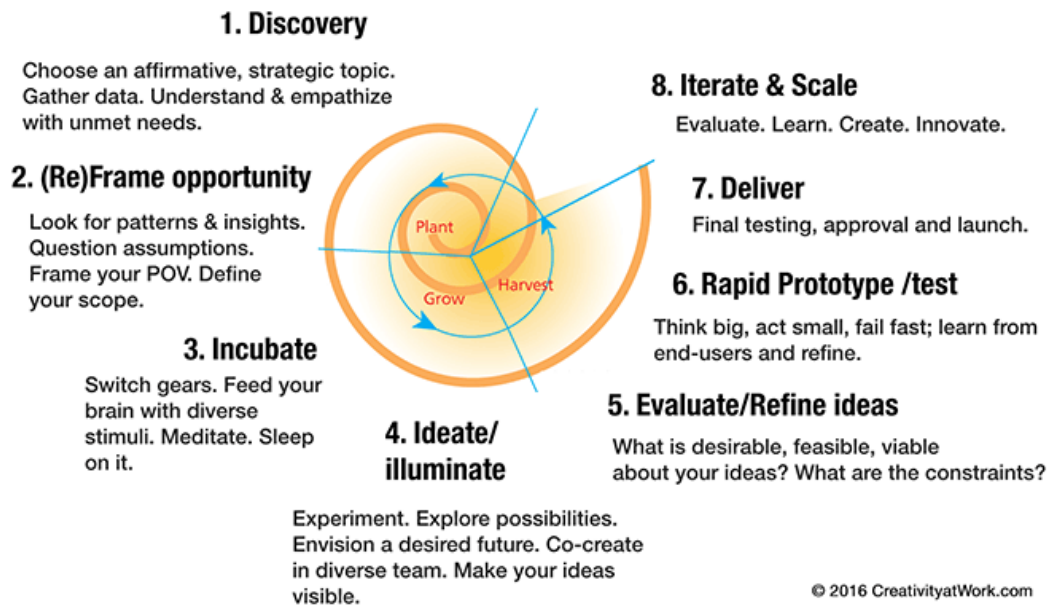 1. Discovery
Choose an affirmative, strategic topic.
Gather data. Understand & empathize
with unmet needs.
2. (Re)Frame opportunity
Look for patterns & insights.
Question assumptions.
Frame your POV. Define
your scope.
3. Incubate
Switch gears. Feed your
brain with diverse
stimuli. Meditate. Sleep
on it.
4. Ideate/
illuminate
Experiment. Explore possibilities.
Envision a desired future. Co-create
in diverse team. Make your ideas
visible.
5. Evaluate/Refine ideas
What is desirable, feasible, viable
about your ideas? What are the constraints?
6. Rapid Prototype /test
Think big, act small, fail fast; learn from
end-users and refine.
7. Deliver
Final testing, approval and launch.
8. Iterate & Scale
Evaluate. Learn. Create. Innovate.
Plant
Grow
Harvest
© 2016 CreativityatWork.com